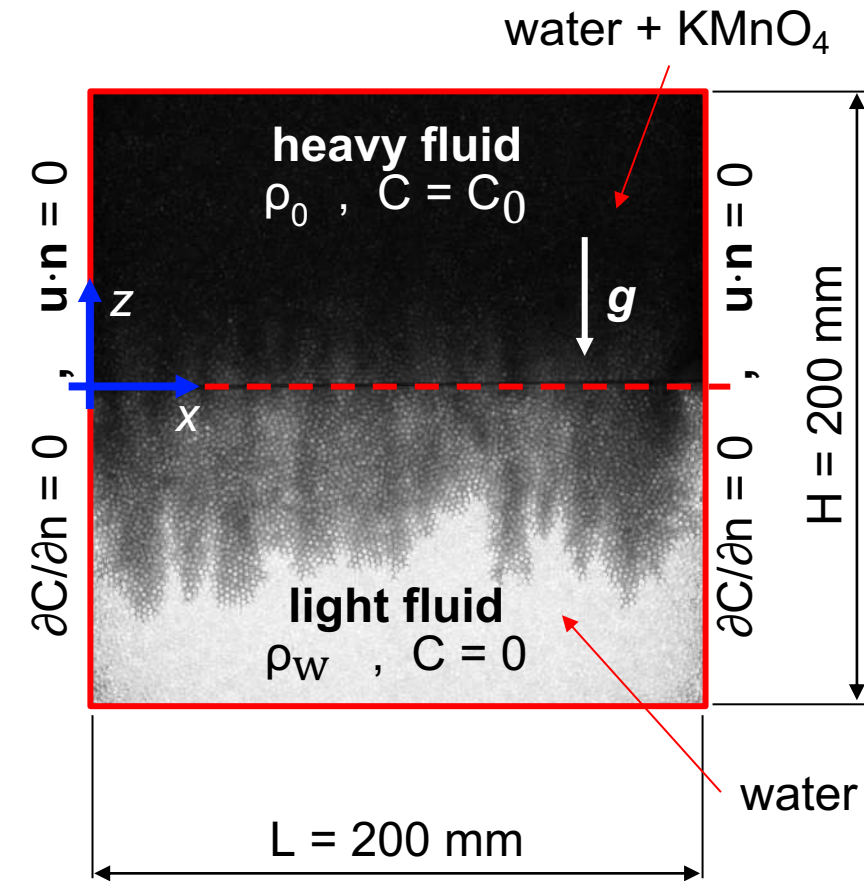 water + KMnO₄
heavy fluid
ρ₀ , C = C₀
g
z
x
∂C/∂n = 0 , u·n = 0
∂C/∂n = 0 , u·n = 0
H = 200 mm
light fluid
ρw , C = 0
water
L = 200 mm